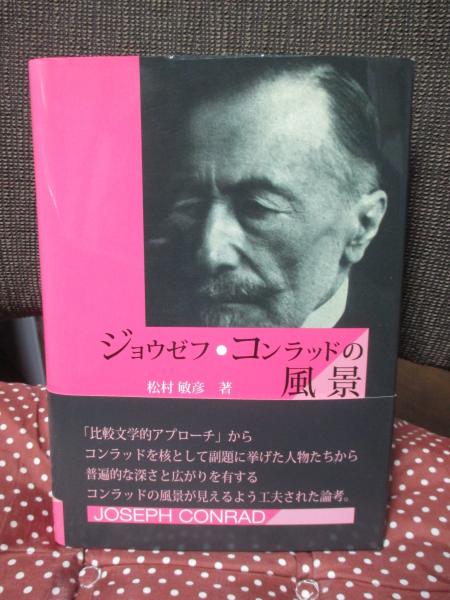 ジョウゼフ・コンラッドの
風景
松村 敏彦 著
「比較文学的アプローチ」から
コンラッドを核として副題に挙げた人物たちから
普遍的な深さと広がりを有する
コンラッドの風景が見えるよう工夫された論考。
JOSEPH CONRAD